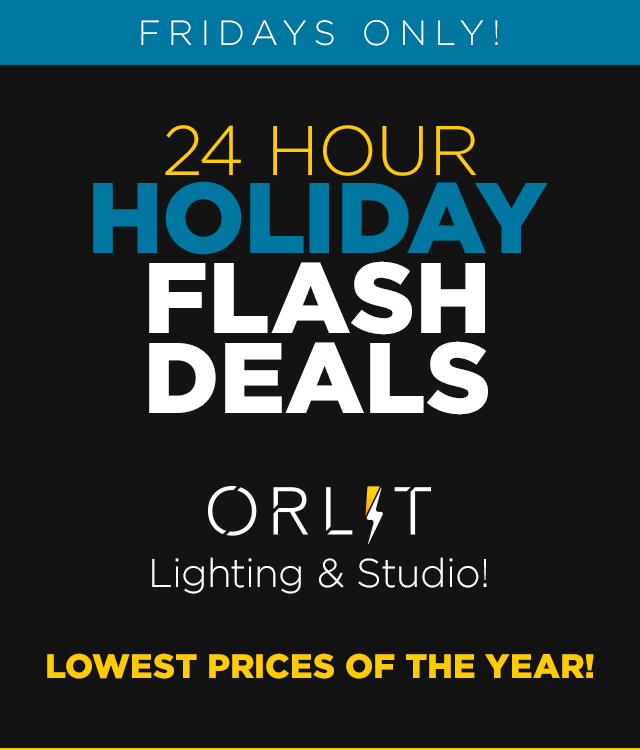 FRIDAYS ONLY!
24 HOUR
HOLIDAY
FLASH
DEALS
ORLIT
Lighting & Studio!
LOWEST PRICES OF THE YEAR!